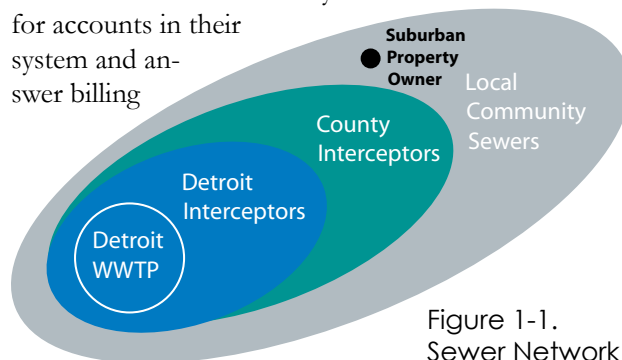 for accounts in their
system and an-
swer billing
Suburban
Property
Owner
Local
Community
Sewers
County
Interceptors
Detroit
Interceptors
Detroit
WWTP
Figure 1-1.
Sewer Network